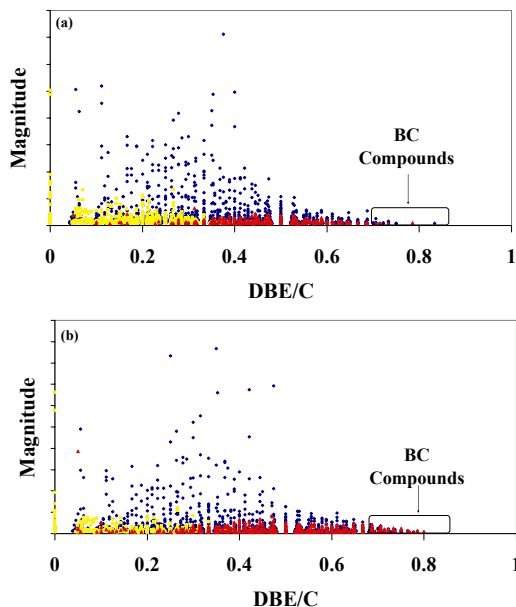 (a)
Magnitude
BC
Compounds
0 0.2 0.4 0.6 0.8 1
DBE/C
(b)
Magnitude
BC
Compounds
0 0.2 0.4 0.6 0.8 1
DBE/C